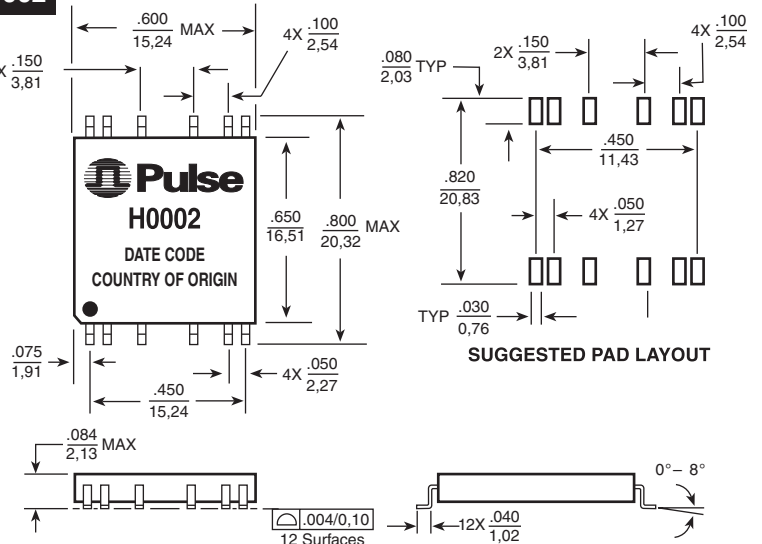 .600
15,24 MAX
4X .100
2,54
X .150
3,81
.080
2,03 TYP
2X .150
3,81
4X .100
2,54
Pulse
H0002
DATE CODE
COUNTRY OF ORIGIN
.650
16,51
.800
20,32 MAX
.820
20,83
.450
11,43
4X .050
1,27
TYP .030
0,76
SUGGESTED PAD LAYOUT
.075
1,91
4X .050
2,27
.450
15,24
.084
2,13 MAX
.004/0,10
12 Surfaces
12X .040
1,02
0°– 8°